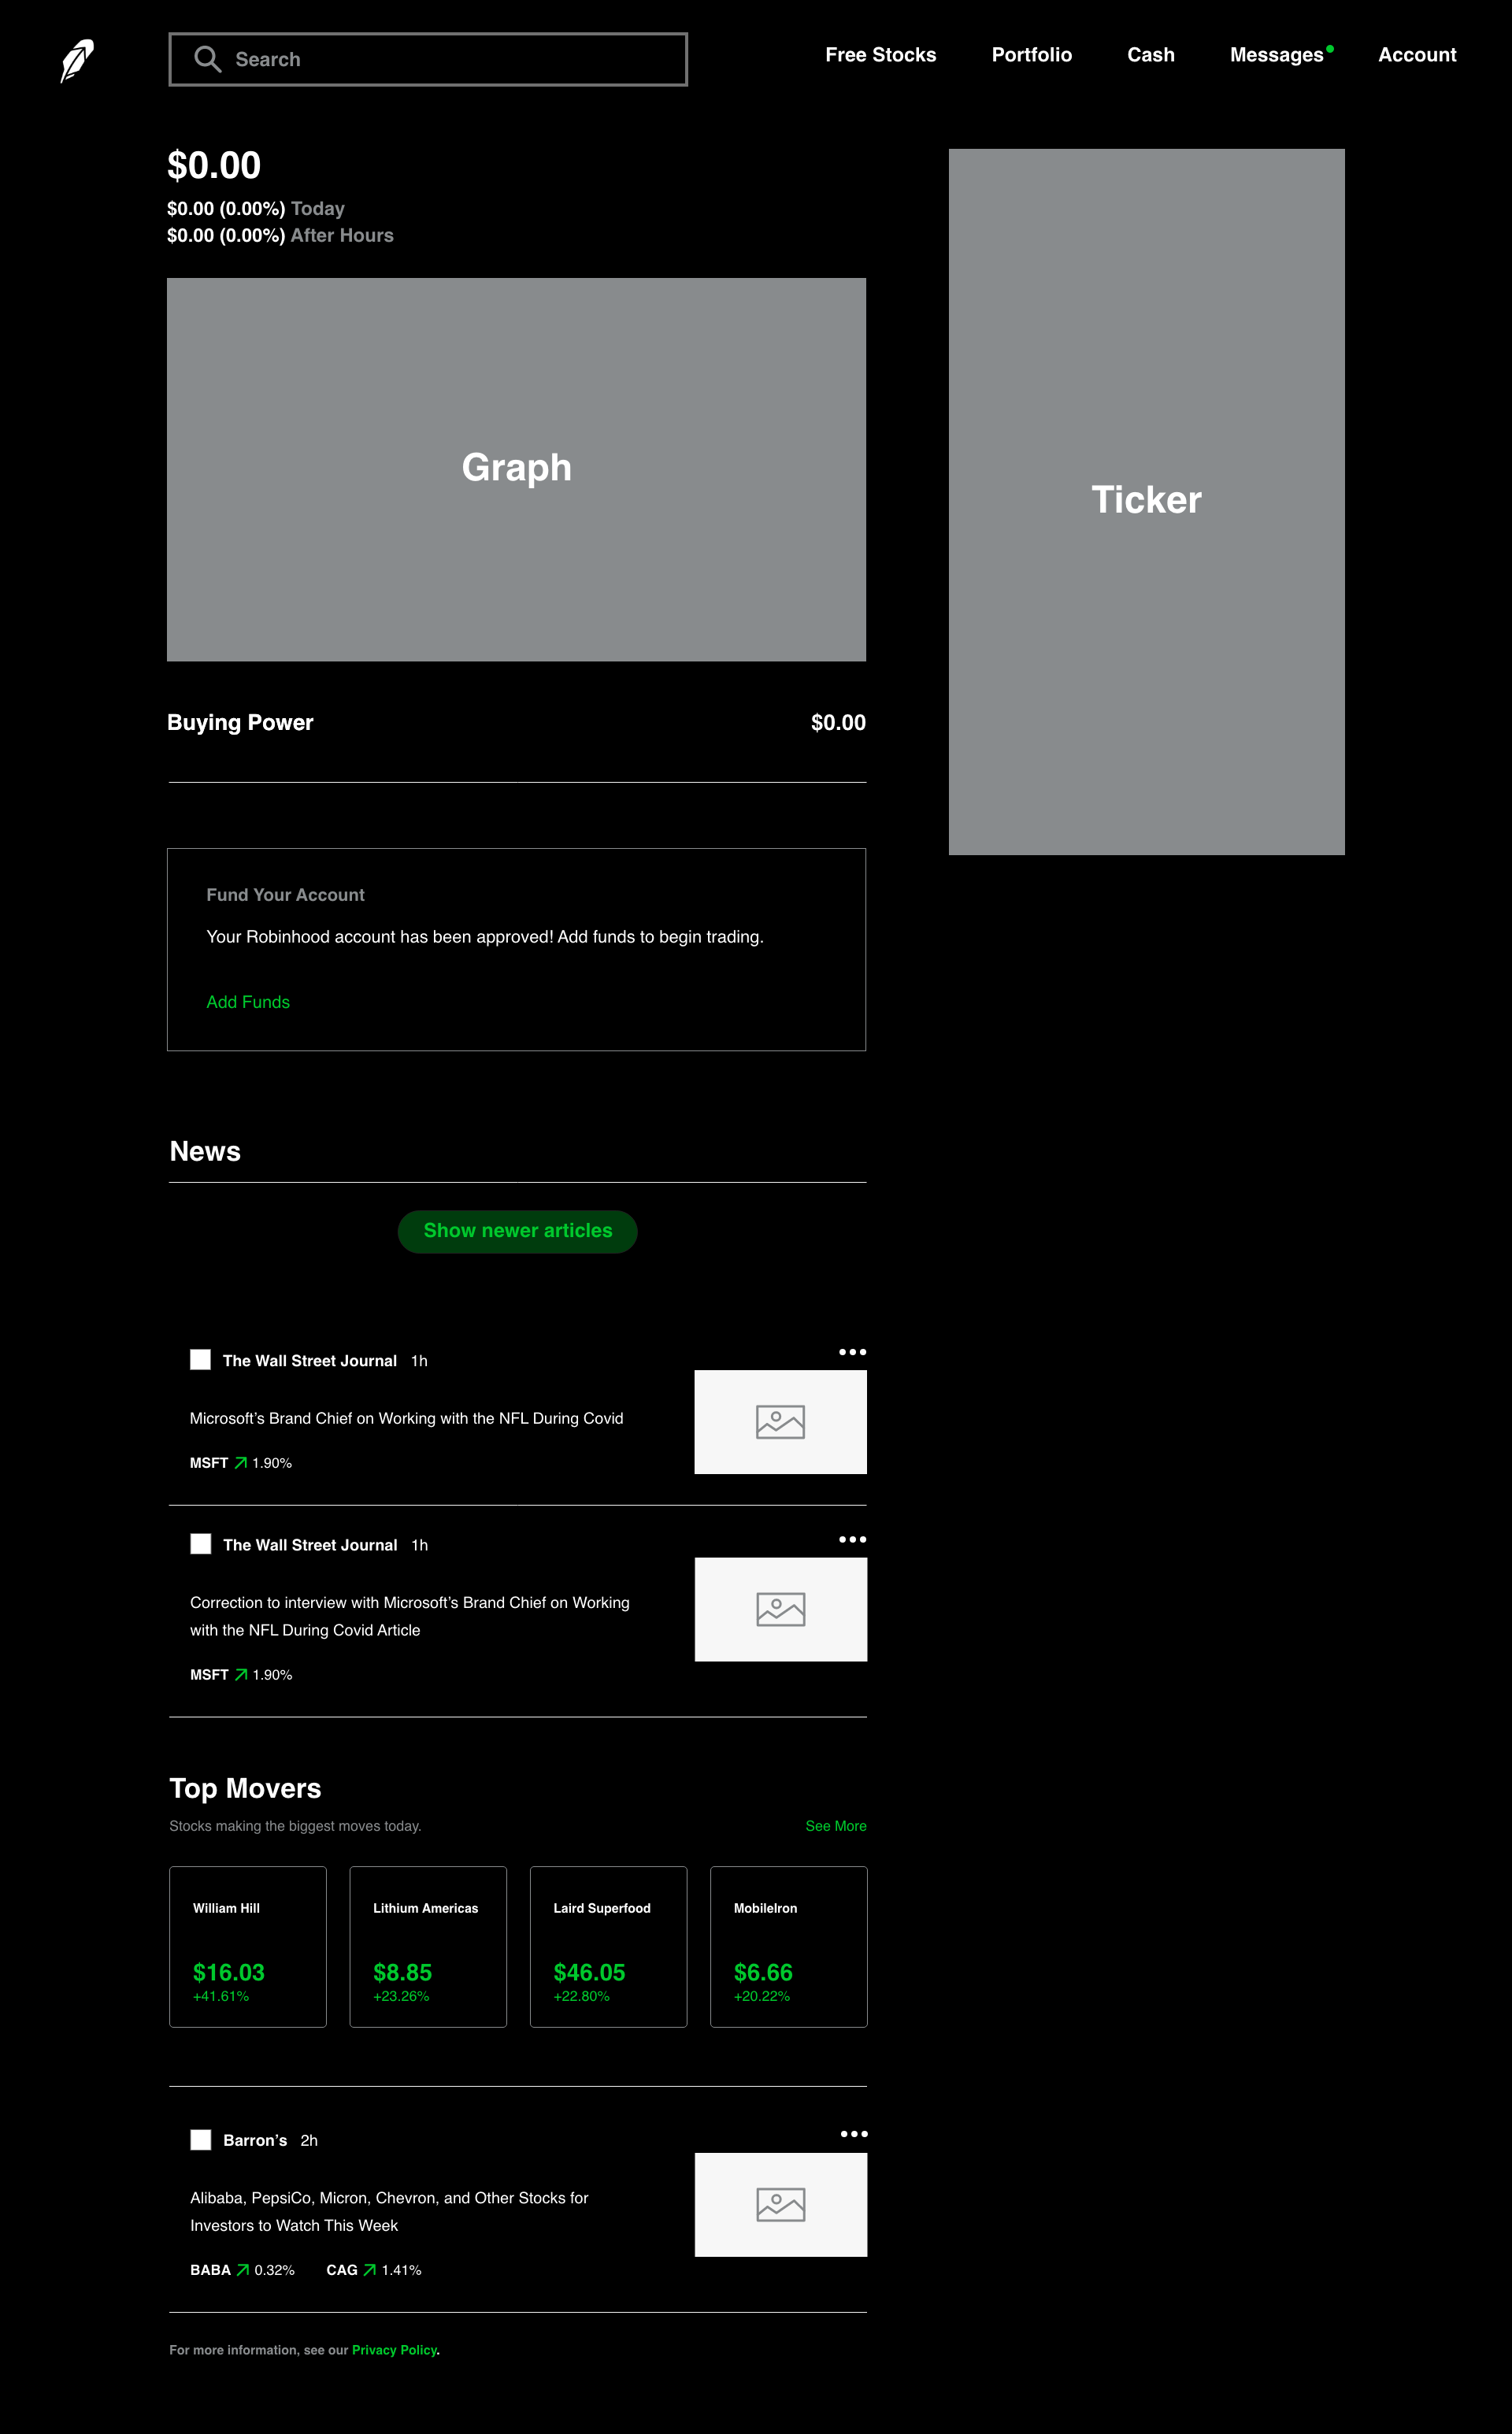 Search
Free Stocks
Portfolio
Cash
Messages
Account
$0.00
$0.00 (0.00%) Today
$0.00 (0.00%) After Hours
Graph
Ticker
Buying Power
$0.00
Fund Your Account
Your Robinhood account has been approved! Add funds to begin trading.
Add Funds
News
Show newer articles
The Wall Street Journal 1h
Microsoft’s Brand Chief on Working with the NFL During Covid
MSFT 1.90%
The Wall Street Journal 1h
Correction to interview with Microsoft’s Brand Chief on Working
with the NFL During Covid Article
MSFT 1.90%
Top Movers
Stocks making the biggest moves today.
See More
William Hill
$16.03
+41.61%
Lithium Americas
$8.85
+23.26%
Laird Superfood
$46.05
+22.80%
MobileIron
$6.66
+20.22%
Barron’s 2h
Alibaba, PepsiCo, Micron, Chevron, and Other Stocks for
Investors to Watch This Week
BABA 0.32% CAG 1.41%
For more information, see our Privacy Policy.